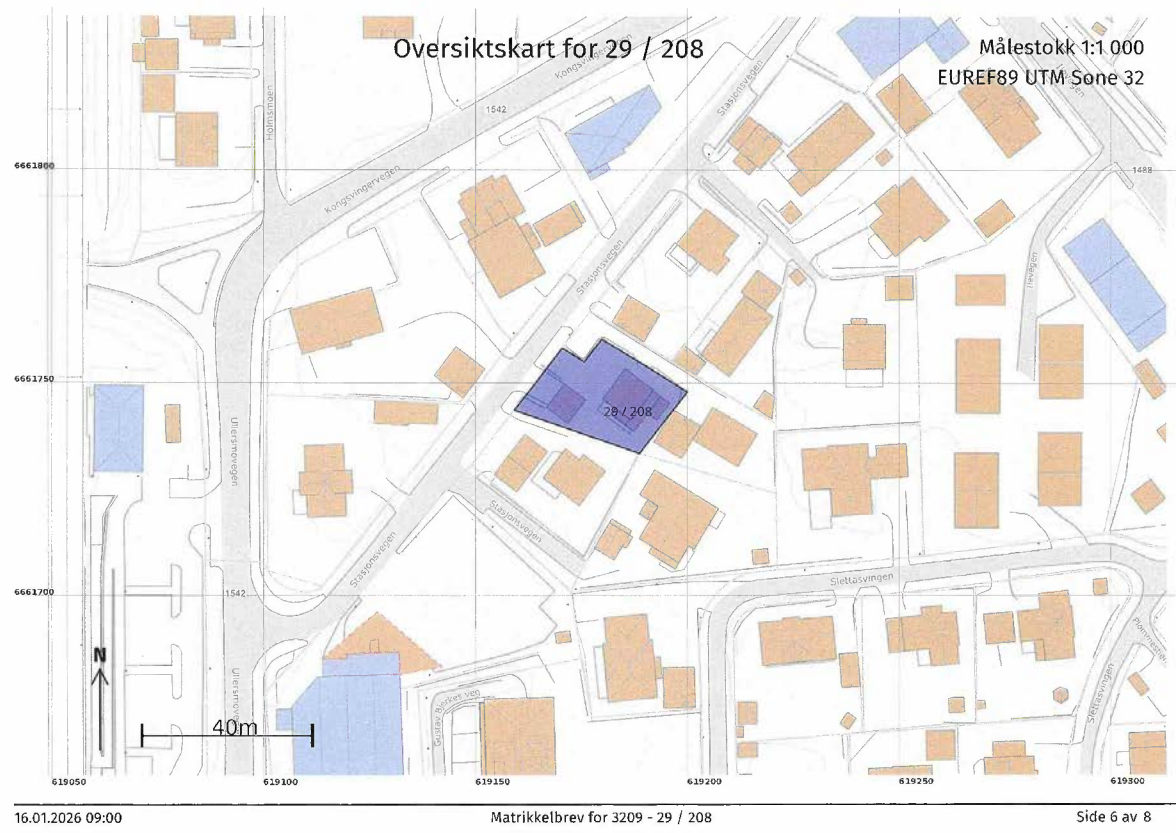 Oversiktskart for 29 / 208
Målestokk 1:1 000
EUREF89 UTM Sone 32
Kongsvingervegen
Stasjonsvegen
1542
Holmsmoen
6661800
1488
Kongsvingervegen
Stasjonsvegen
Ilevegen
6661750
29 / 208
Ullersmovegen
Stasjonsvegen
Stasjonsvegen
Slettasvingen
6661700
1542
N
Ullersmovegen
Gustav Bjerkes veg
Slettasvingen
40m
619050
619100
619150
619200
619250
619300
16.01.2026 09:00
Matrikkelbrev for 3209 - 29 / 208
Side 6 av 8